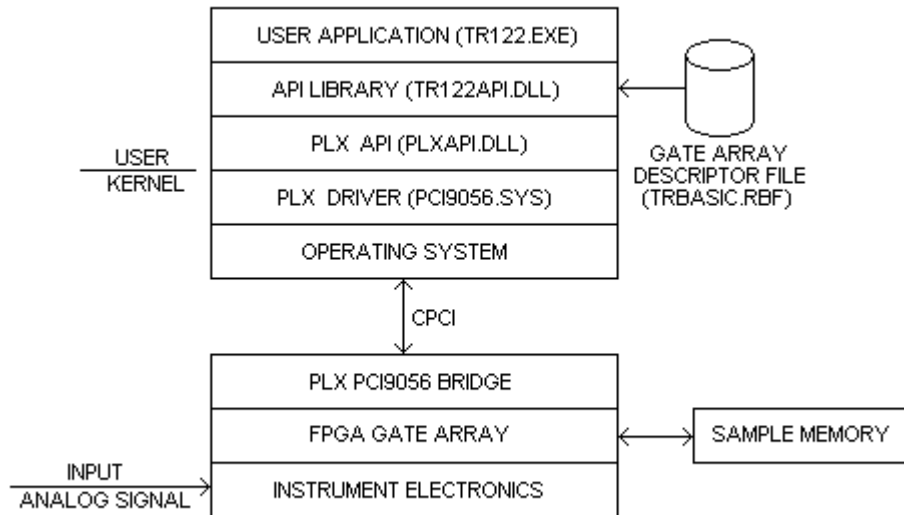 USER APPLICATION (TR122.EXE)
API LIBRARY (TR122API.DLL)
PLX API (PLXAPI.DLL)
PLX DRIVER (PCI9056.SYS)
OPERATING SYSTEM
USER
KERNEL
GATE ARRAY
DESCRIPTOR FILE
(TRBASIC.RBF)
CPCI
PLX PCI9056 BRIDGE
FPGA GATE ARRAY
INSTRUMENT ELECTRONICS
SAMPLE MEMORY
INPUT
ANALOG SIGNAL